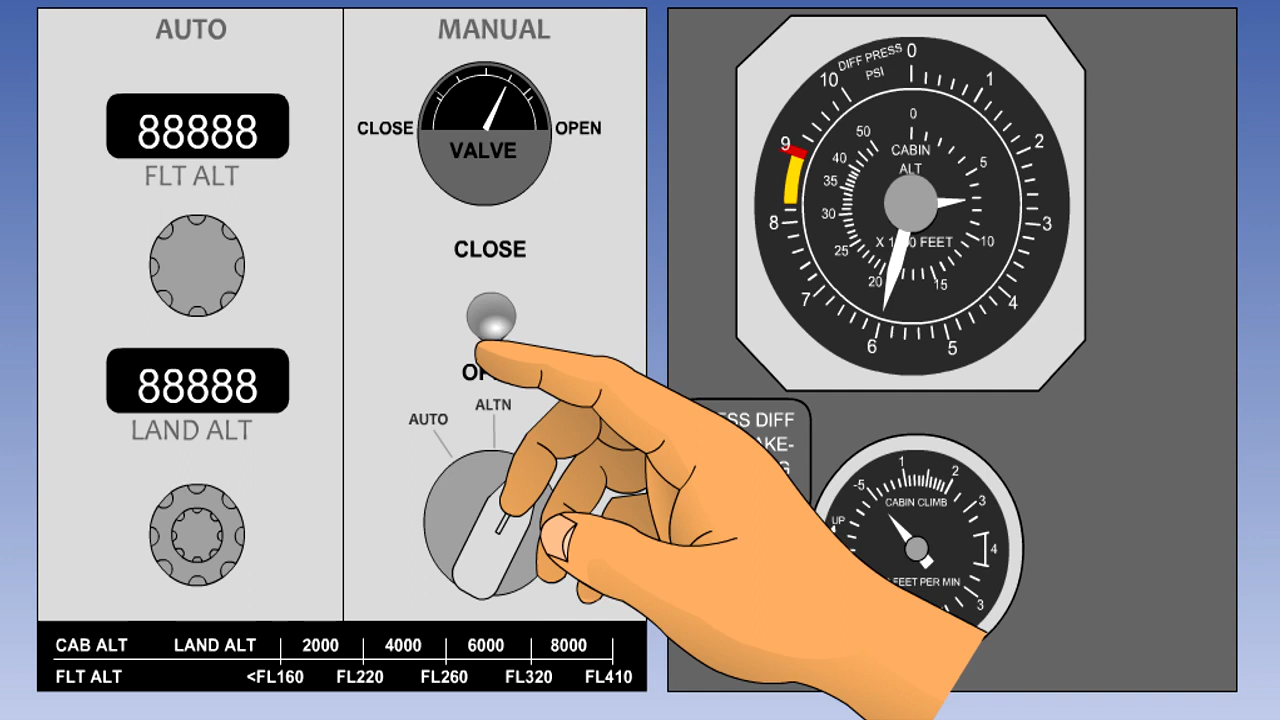 AUTO
88888
FLT ALT
88888
LAND ALT
MANUAL
CLOSE
OPEN
VALVE
CLOSE
AUTO
ALTN
CAB ALT LAND ALT 2000 4000 6000 8000
FLT ALT <FL160 FL220 FL260 FL320 FL410
DIFF PRESS
PSI
0
1
2
3
4
5
6
7
8
9
10
CABIN
ALT
0
5
10
15
20
25
30
35
40
50
FEET
DIFF
CABIN CLIMB
UP
-5
1
2
3
4
3
FEET PER MIN